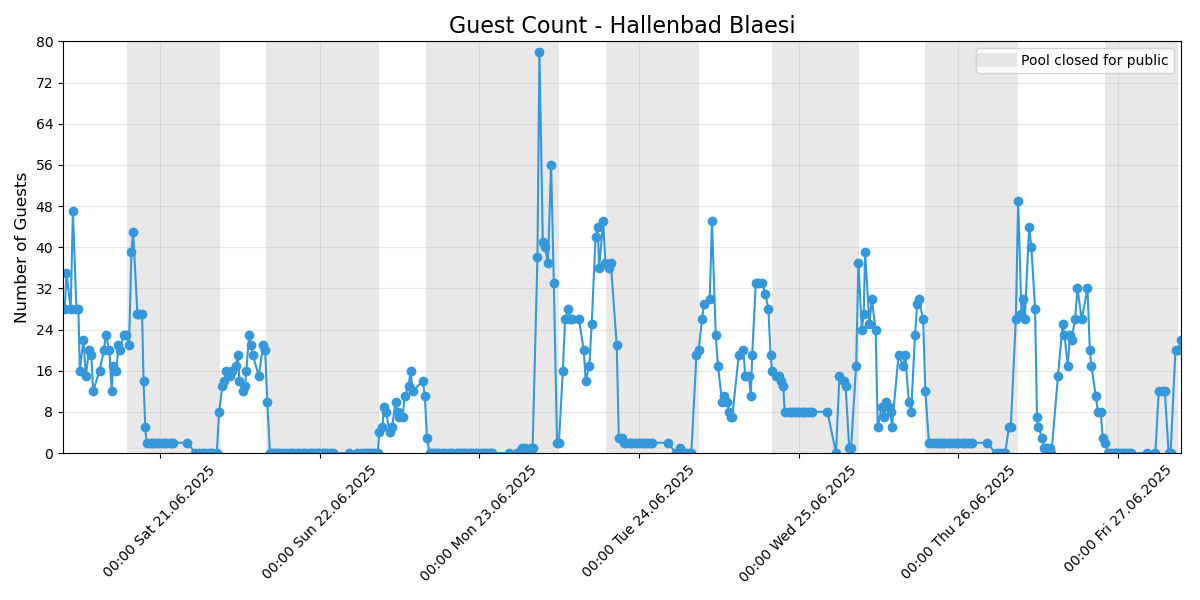 Guest Count - Hallenbad Blaesi
Pool closed for public
Number of Guests
80
72
64
56
48
40
32
24
16
8
0
00:00 Sat 21.06.2025
00:00 Sun 22.06.2025
00:00 Mon 23.06.2025
00:00 Tue 24.06.2025
00:00 Wed 25.06.2025
00:00 Thu 26.06.2025
00:00 Fri 27.06.2025